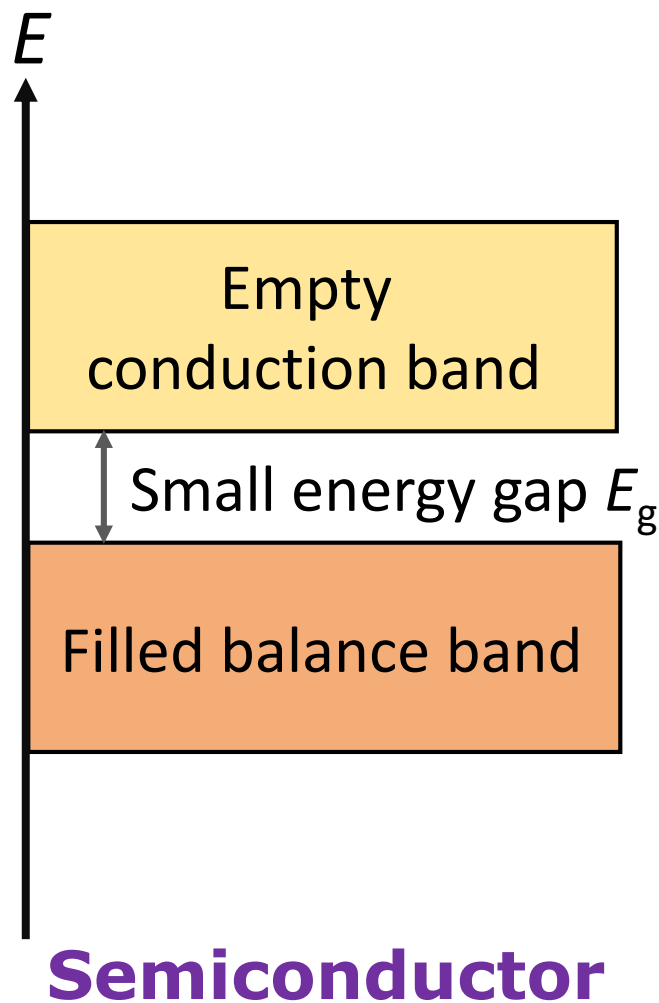 E
Empty
conduction band
Small energy gap Eg
Filled balance band
Semiconductor